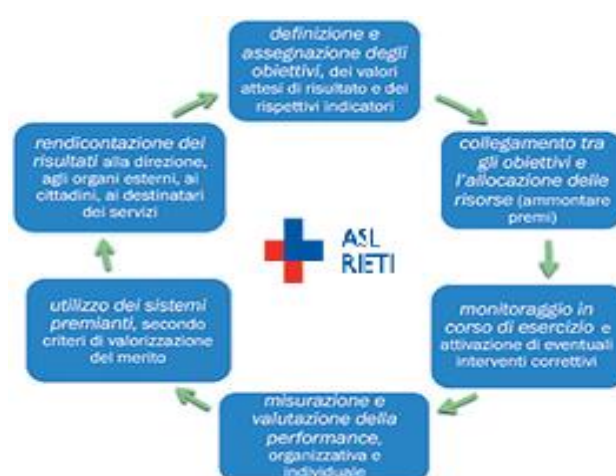 definizione e
assegnazione degli
obiettivi, dei valori
attesi di risultato e dei
rispettivi indicatori
collegamento tra
gli obiettivi e
l'allocazione delle
risorse (ammontare
premi)
monitoraggio in
corso di esercizio e
attivazione di eventuali
interventi correttivi
misurazione e
valutazione della
performance,
organizzativa e
individuale
utilizzo dei sistemi
premianti, secondo
criteri di valorizzazione
del merito
rendicontazione dei
risultati alla direzione,
agli organi esterni, ai
cittadini, ai destinatari
dei servizi
ASL
RIETI